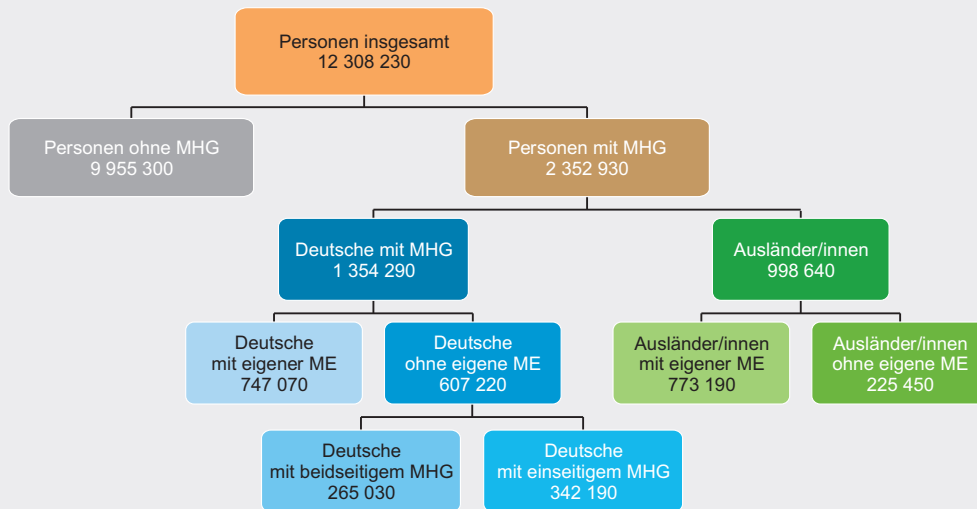 Personen insgesamt
12 308 230
Personen ohne MHG
9 955 300
Personen mit MHG
2 352 930
Deutsche mit MHG
1 354 290
Ausländer/innen
998 640
Deutsche
mit eigener ME
747 070
Deutsche
ohne eigene ME
607 220
Ausländer/innen
mit eigener ME
773 190
Ausländer/innen
ohne eigene ME
225 450
Deutsche
mit beidseitigem MHG
265 030
Deutsche
mit einseitigem MHG
342 190